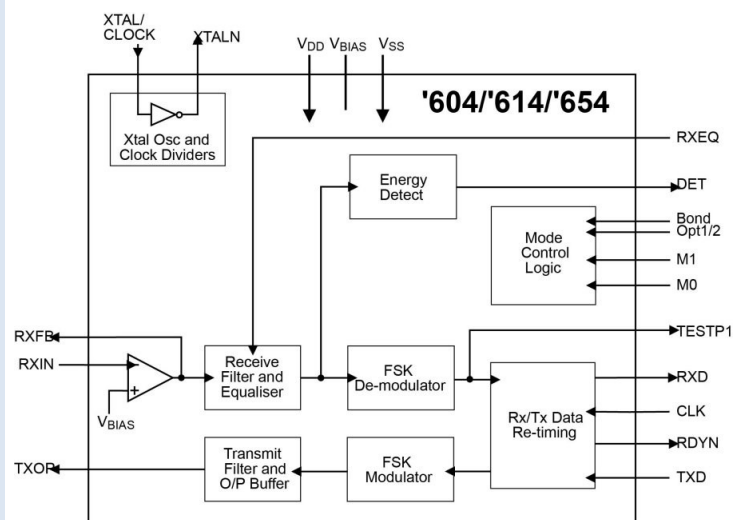 XTAL/
CLOCK
XTALN
VDD VBIAS VSS
'604/'614/'654
Xtal Osc and
Clock Dividers
RXEQ
Energy
Detect
DET
Bond
Opt1/2
Mode
Control
Logic
M1
M0
RXFB
TESTP1
RXIN
VBIAS
Receive
Filter and
Equaliser
FSK
De-modulator
Rx/Tx Data
Re-timing
RXD
CLK
RDYN
TXD
TXOP
Transmit
Filter and
O/P Buffer
FSK
Modulator